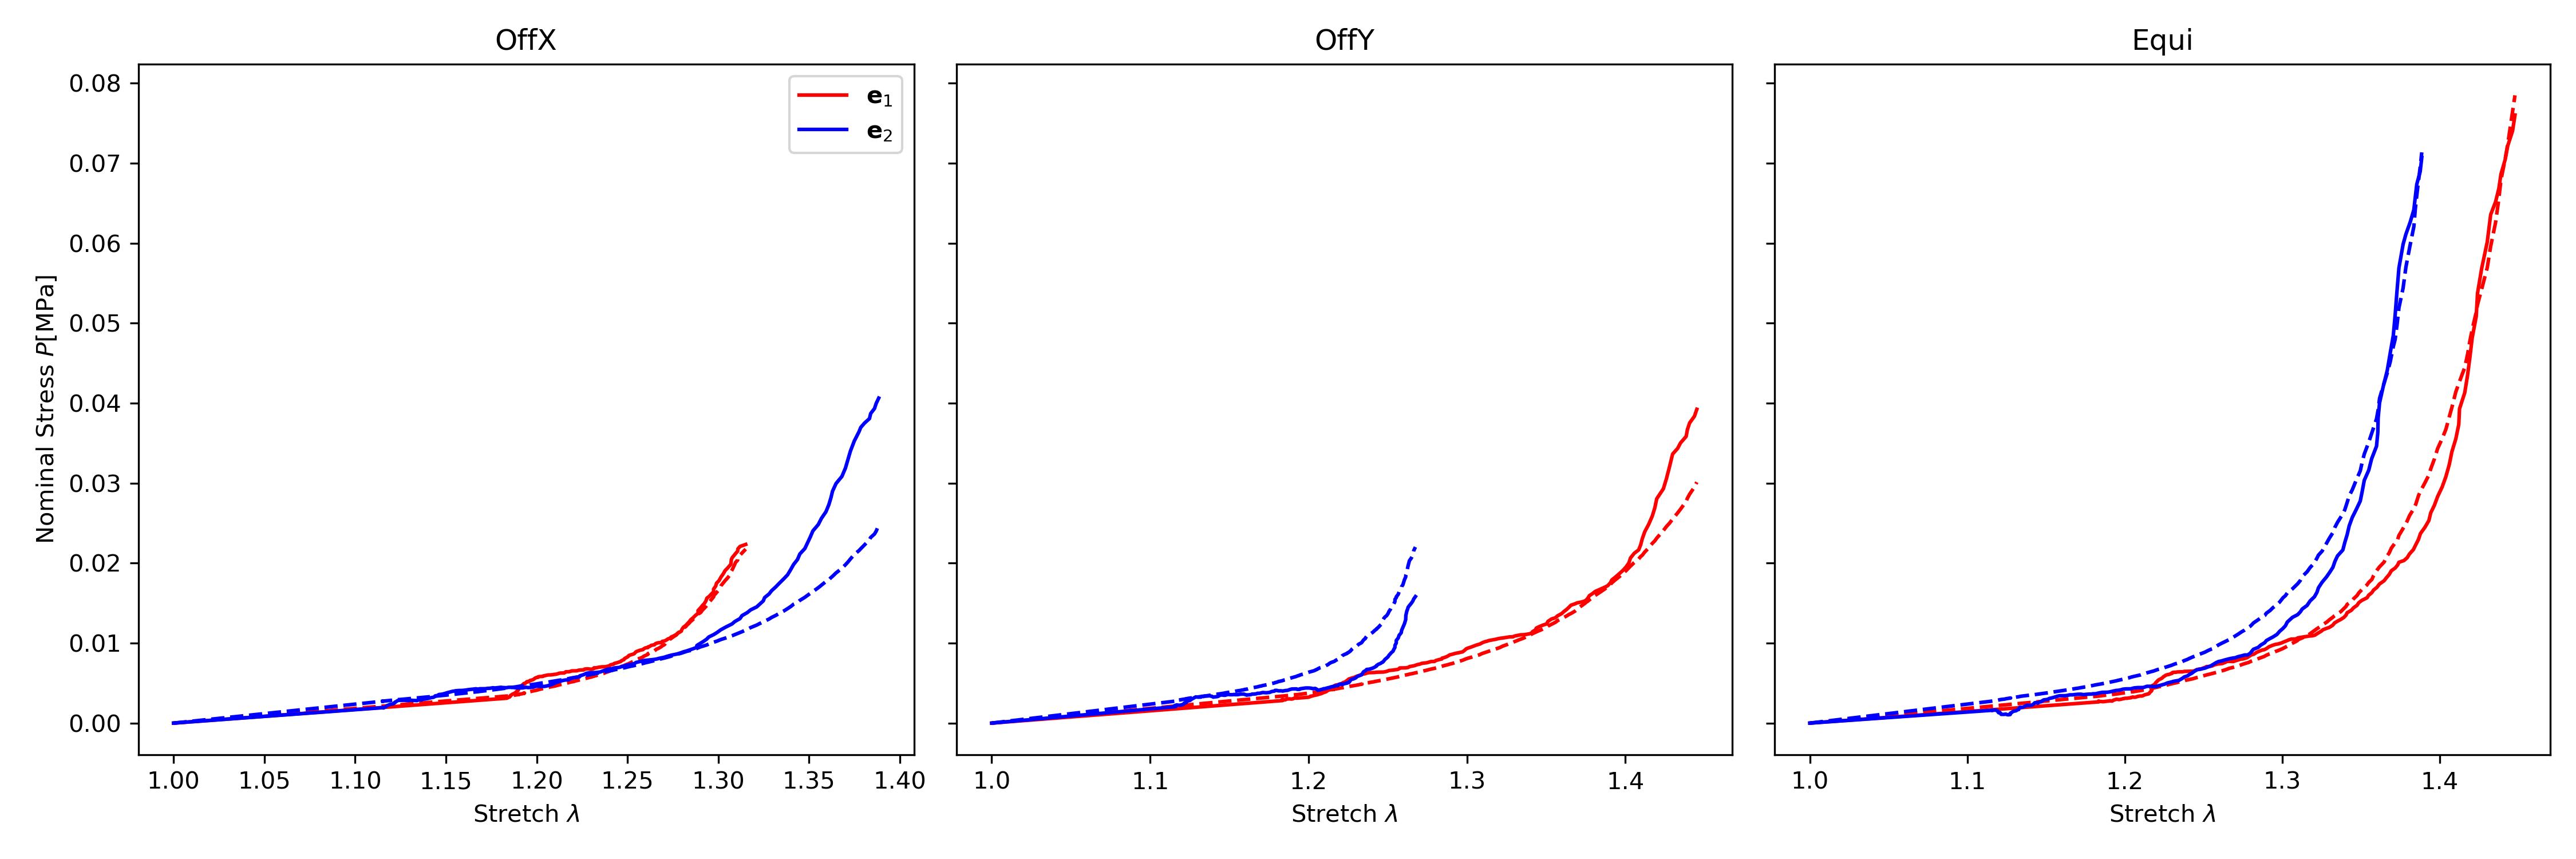 OffX
OffY
Equi
Nominal Stress P[MPa]
0.08
0.07
0.06
0.05
0.04
0.03
0.02
0.01
0.00
e₁
e₂
1.00 1.05 1.10 1.15 1.20 1.25 1.30 1.35 1.40
Stretch λ
1.0 1.1 1.2 1.3 1.4
Stretch λ
1.0 1.1 1.2 1.3 1.4
Stretch λ